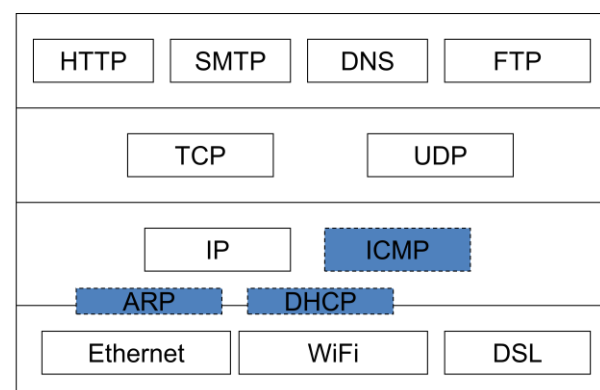 HTTP SMTP DNS FTP
TCP UDP
IP ICMP
ARP DHCP
Ethernet WiFi DSL